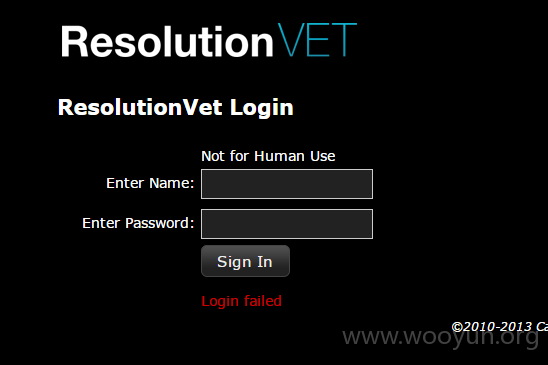 ResolutionVET
ResolutionVet Login
Not for Human Use
Enter Name:
Enter Password:
Sign In
Login failed
©2010-2013 Ca
www.wooyun.org